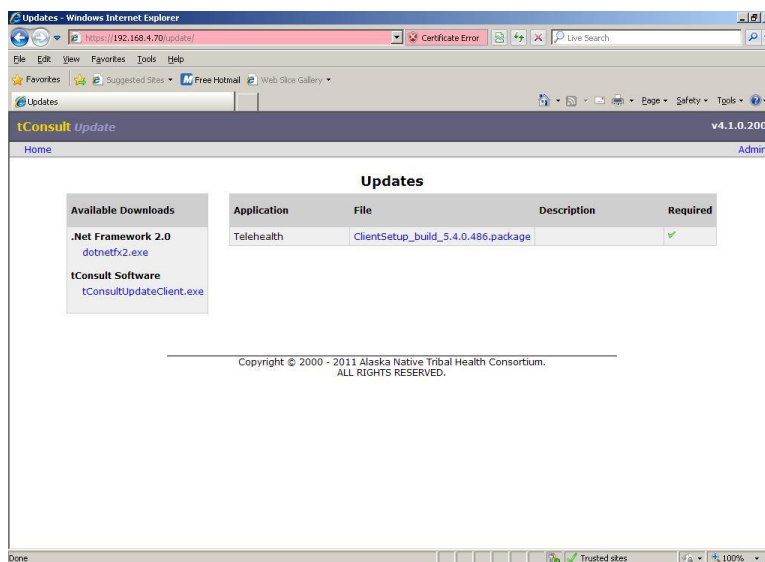 Updates - Windows Internet Explorer
https://192.168.4.70/update/ Certificate Error Live Search
File Edit View Favorites Tools Help
Favorites Suggested Sites Free Hotmail Web Slice Gallery
Updates Page Safety Tools
tConsult Update v4.1.0.200
Home Admin
Updates
Available Downloads
.Net Framework 2.0
dotnetfx2.exe
tConsult Software
tConsultUpdateClient.exe
Application File Description Required
Telehealth ClientSetup_build_5.4.0.486.package
Copyright © 2000 - 2011 Alaska Native Tribal Health Consortium.
ALL RIGHTS RESERVED.
Done Trusted sites 100%